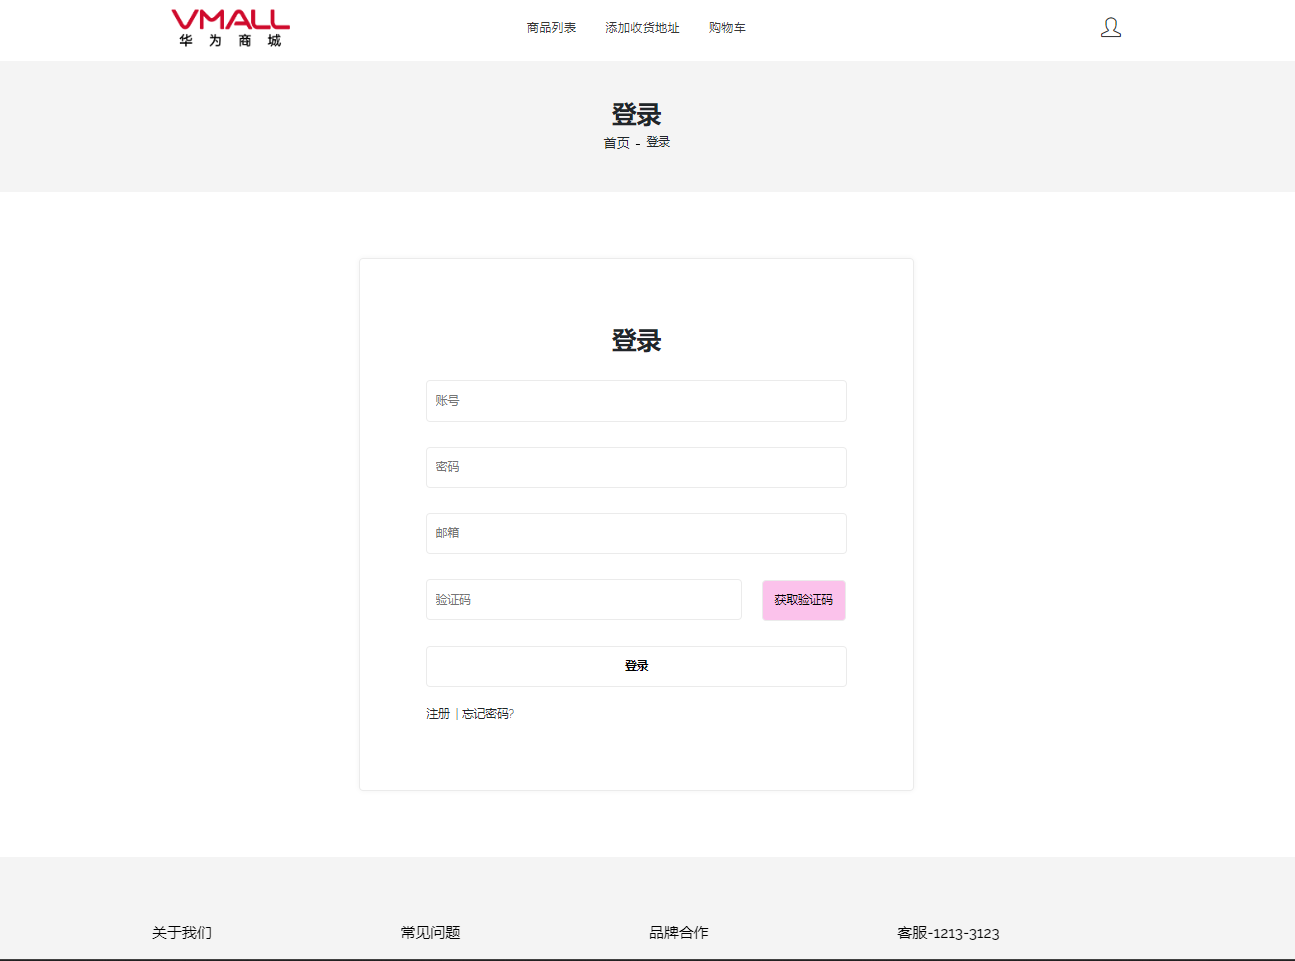 VMALL
华为商城
商品列表 添加收货地址 购物车
登录
首页 - 登录
登录
账号
密码
邮箱
验证码 获取验证码
登录
注册 | 忘记密码?
关于我们 常见问题 品牌合作 客服-1213-3123